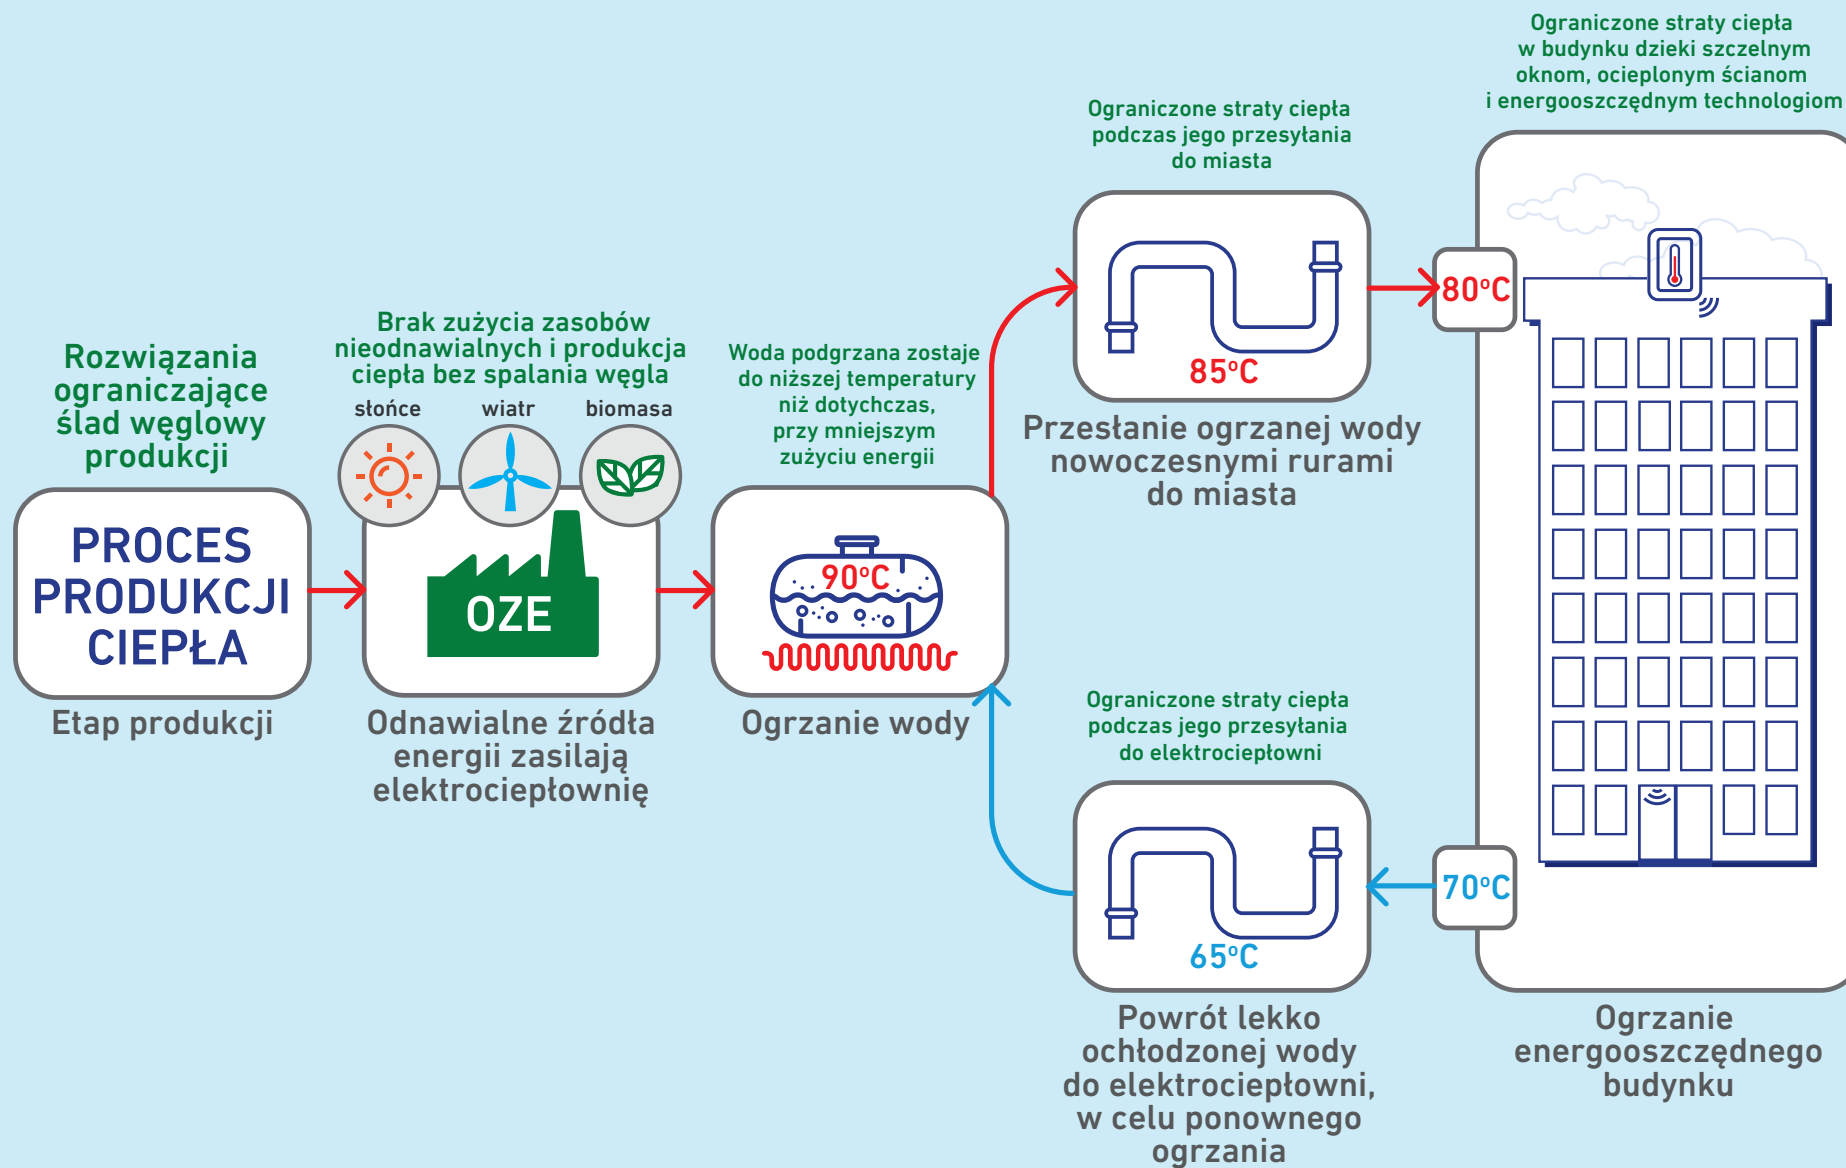 Rozwiązania
ograniczające
ślad węglowy
produkcji
PROCES
PRODUKCJI
CIEPŁA
Etap produkcji
Brak zużycia zasobów
nieodnawialnych i produkcja
ciepła bez spalania węgla
słońce
wiatr
biomasa
OZE
Odnawialne źródła
energii zasilają
elektrociepłownię
Woda podgrzana zostaje
do niższej temperatury
niż dotychczas,
przy mniejszym
zużyciu energii
90°C
Ogrzanie wody
Ograniczone straty ciepła
podczas jego przesyłania
do miasta
85°C
Przesłanie ogrzanej wody
nowoczesnymi rurami
do miasta
Ograniczone straty ciepła
w budynku dzieki szczelnym
oknom, ocieplonym ścianom
i energooszczędnym technologiom
80°C
70°C
Ogrzanie
energooszczędnego
budynku
Ograniczone straty ciepła
podczas jego przesyłania
do elektrociepłowni
65°C
Powrót lekko
ochłodzonej wody
do elektrociepłowni,
w celu ponownego
ogrzania